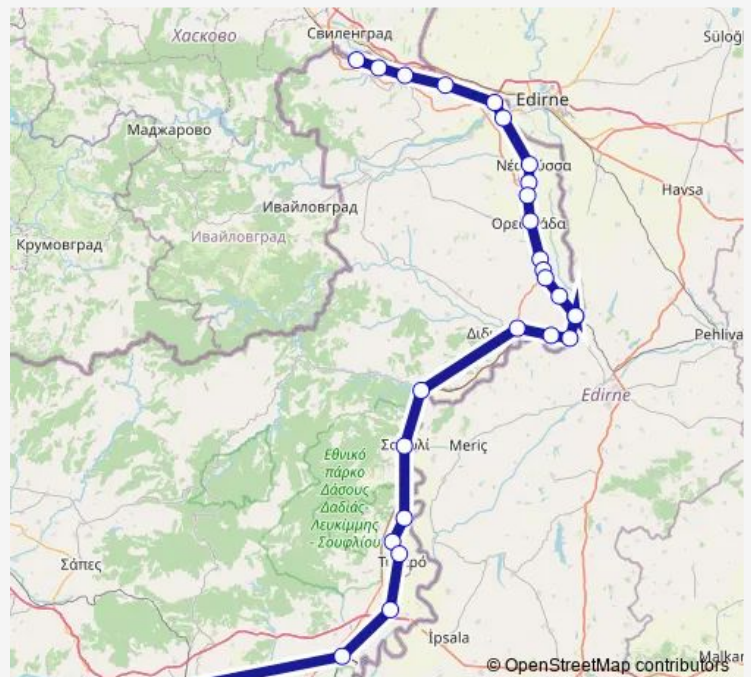 Свиленград
Хасково
Süloğl
Edirne
Маджарово
Havsa
Ивайловград
Крумовград
Ивайловград
Pehliva
Edirne
Meriç
Εθνικό
πάρκο
Δάσους
Δαδιάς-
Λευκίμμης
- Σουφλίου
Σάπες
İpsala
Malkar
© OpenStreetMap contributors